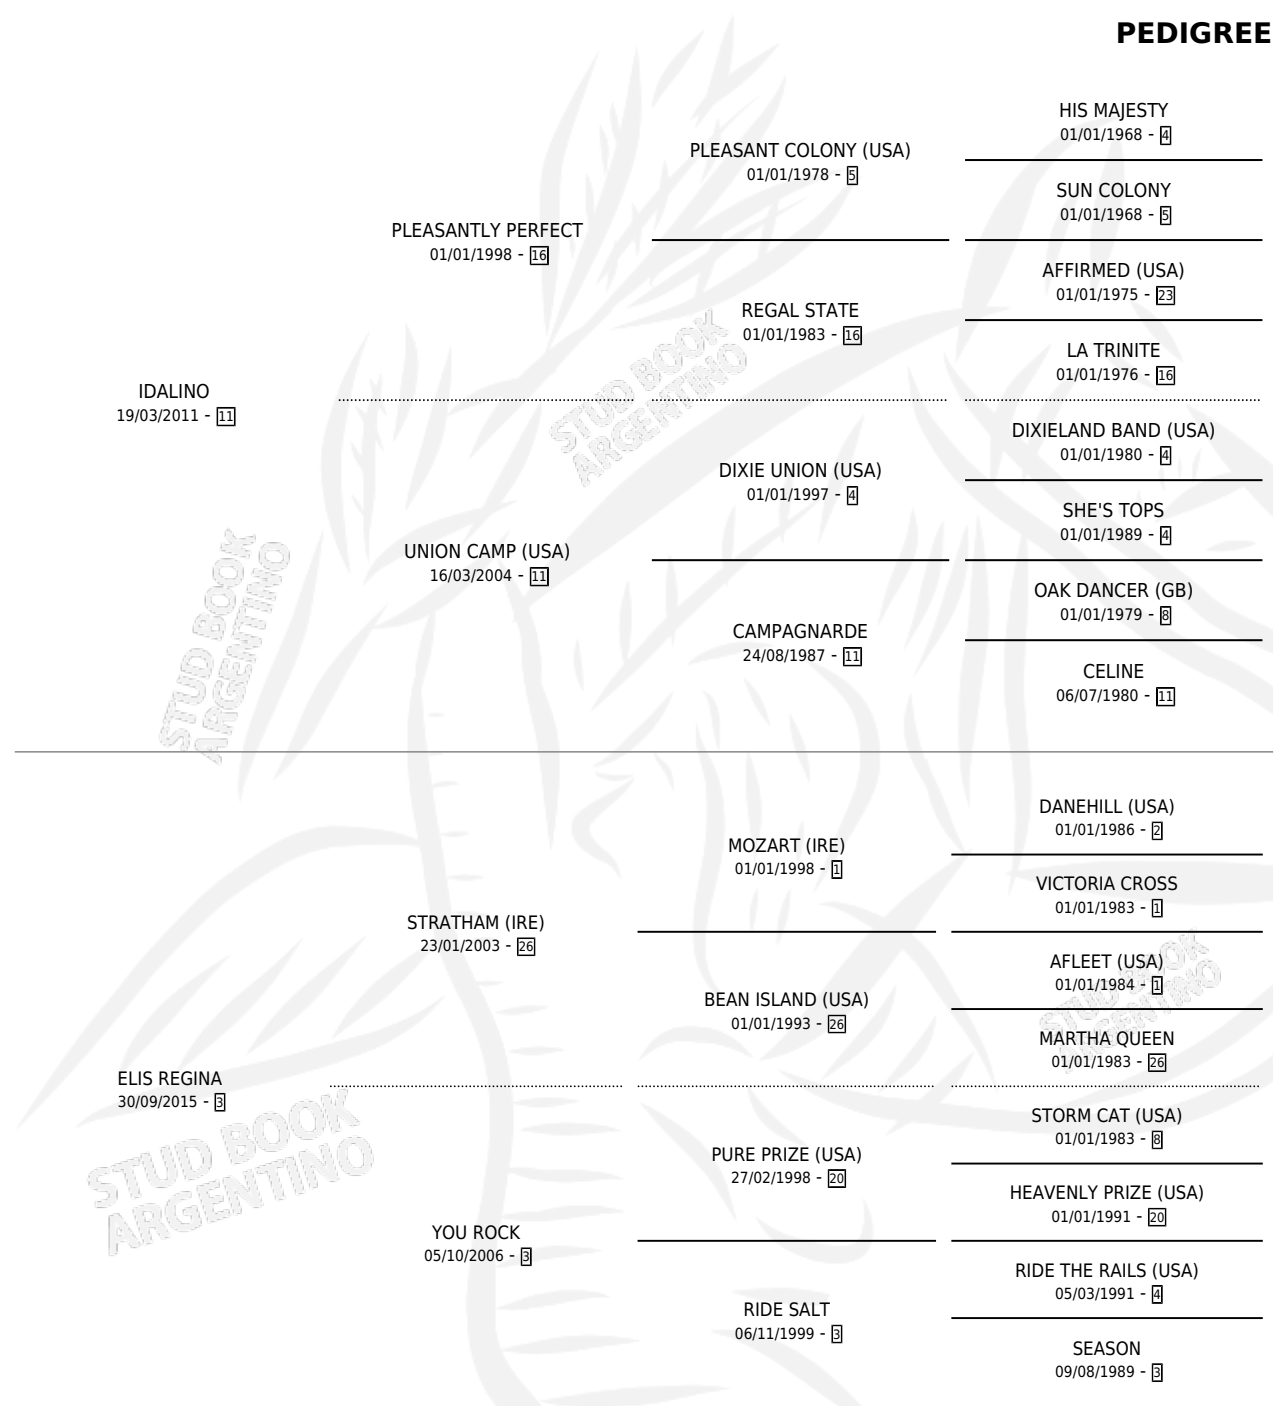 PEDIGREE
HIS MAJESTY
01/01/1968 - 4
PLEASANT COLONY (USA)
01/01/1978 - 5
SUN COLONY
01/01/1968 - 5
PLEASANTLY PERFECT
01/01/1998 - 16
AFFIRMED (USA)
01/01/1975 - 23
REGAL STATE
01/01/1983 - 16
LA TRINITE
01/01/1976 - 16
IDALINO
19/03/2011 - 11
DIXIELAND BAND (USA)
01/01/1980 - 4
DIXIE UNION (USA)
01/01/1997 - 4
SHE'S TOPS
01/01/1989 - 4
UNION CAMP (USA)
16/03/2004 - 11
OAK DANCER (GB)
01/01/1979 - 8
CAMPAGNARDE
24/08/1987 - 11
CELINE
06/07/1980 - 11
DANEHILL (USA)
01/01/1986 - 2
MOZART (IRE)
01/01/1998 - 1
VICTORIA CROSS
01/01/1983 - 1
STRATHAM (IRE)
23/01/2003 - 26
AFLEET (USA)
01/01/1984 - 1
BEAN ISLAND (USA)
01/01/1993 - 26
MARTHA QUEEN
01/01/1983 - 26
ELIS REGINA
30/09/2015 - 3
STORM CAT (USA)
01/01/1983 - 8
PURE PRIZE (USA)
27/02/1998 - 20
HEAVENLY PRIZE (USA)
01/01/1991 - 20
YOU ROCK
05/10/2006 - 3
RIDE THE RAILS (USA)
05/03/1991 - 4
RIDE SALT
06/11/1999 - 3
SEASON
09/08/1989 - 3
STUD BOOK
ARGENTINO
STUD BOOK
ARGENTINO
STUD BOOK
ARGENTINO
STUD BOOK
ARGENTINO